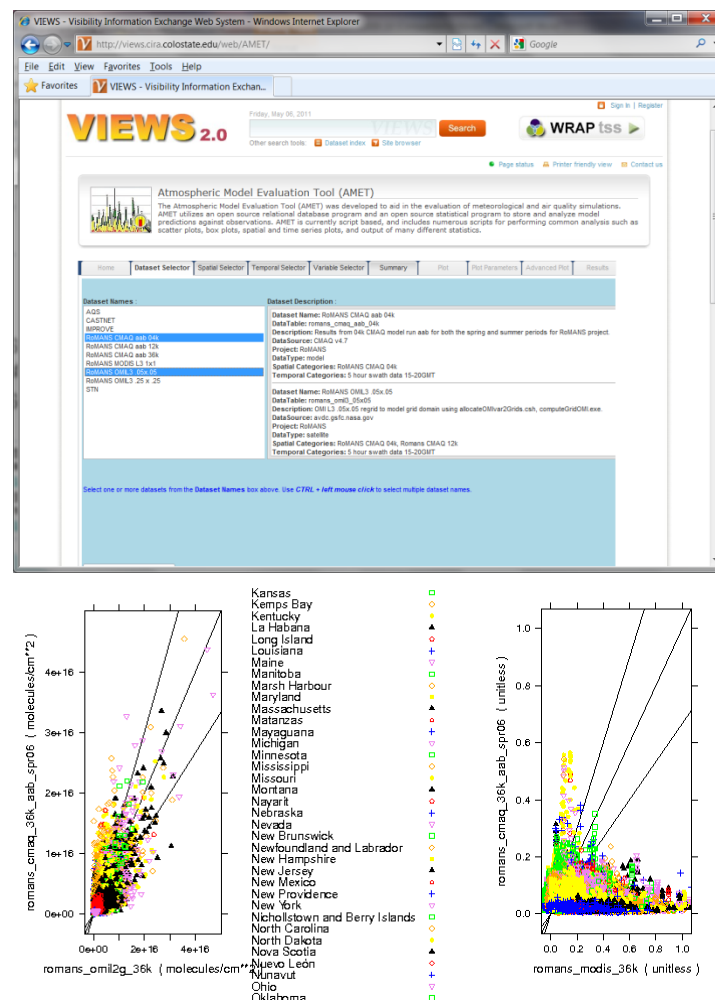 VIEWS - Visibility Information Exchange Web System - Windows Internet Explorer
http://views.cira.colostate.edu/web/AMET/
Google
File Edit View Favorites Tools Help
Favorites
VIEWS - Visibility Information Exchan...
Sign in | Register
VIEWS 2.0
Friday, May 06, 2011
VIEWS
Search
WRAP tss
Other search tools: Dataset index Site browser
Page status Printer friendly view Contact us
Atmospheric Model Evaluation Tool (AMET)
The Atmospheric Model Evaluation Tool (AMET) was developed to aid in the evaluation of meteorological and air quality simulations.
AMET utilizes an open source relational database program and an open source statistical program to store and analyze model
predictions against observations. AMET is currently script based, and includes numerous scripts for performing common analysis such as
scatter plots, box plots, spatial and time series plots, and output of many different statistics.
Home Dataset Selector Spatial Selector Temporal Selector Variable Selector Summary Plot Plot Parameters Advanced Plot Results
Dataset Names :
AQS
CASTNET
IMPROVE
RoMANS CMAQ aab 04k
RoMANS CMAQ aab 12k
RoMANS CMAQ aab 36k
RoMANS MODIS L3 1x1
RoMANS OMIL3 .05x.05
RoMANS OMIL3 .25 x .25
STN
Dataset Description :
Dataset Name: RoMANS CMAQ aab 04k
DataTable: romans_cmaq_aab_04k
Description: Results from 04k CMAQ model run aab for both the spring and summer periods for RoMANS project.
DataSource: CMAQ v4.7
Project: RoMANS
DataType: model
Spatial Categories: RoMANS CMAQ 04k
Temporal Categories: 5 hour swath data 15-20GMT
Dataset Name: RoMANS OMIL3 .05x.05
DataTable: romans_omil3_05x05
Description: OMI L3 .05x.05 regrid to model grid domain using allocateOMIvar2Grids.csh, computeGridOMI.exe.
DataSource: avdc.gsfc.nasa.gov
Project: RoMANS
DataType: satellite
Spatial Categories: RoMANS CMAQ 04k, Romans CMAQ 12k
Temporal Categories: 5 hour swath data 15-20GMT
Select one or more datasets from the Dataset Names box above. Use CTRL + left mouse click to select multiple dataset names.
romans_cmaq_36k_aab_spr06 ( molecules/cm**2 )
4e+16
2e+16
1e+16
0e+00
0e+00 2e+16 4e+16
romans_omil2g_36k ( molecules/cm**2 )
Kansas
Kemps Bay
Kentucky
La Habana
Long Island
Louisiana
Maine
Manitoba
Marsh Harbour
Maryland
Massachusetts
Matanzas
Mayaguana
Michigan
Minnesota
Mississippi
Missouri
Montana
Nayarit
Nebraska
Nevada
New Brunswick
Newfoundland and Labrador
New Hampshire
New Jersey
New Mexico
New Providence
New York
Nichollstown and Berry Islands
North Carolina
North Dakota
Nova Scotia
Nuevo León
Nunavut
Ohio
Oklahoma
romans_cmaq_36k_aab_spr06 ( unitless )
1.0
0.8
0.6
0.4
0.2
0.0
0.0 0.2 0.4 0.6 0.8 1.0
romans_modis_36k ( unitless )